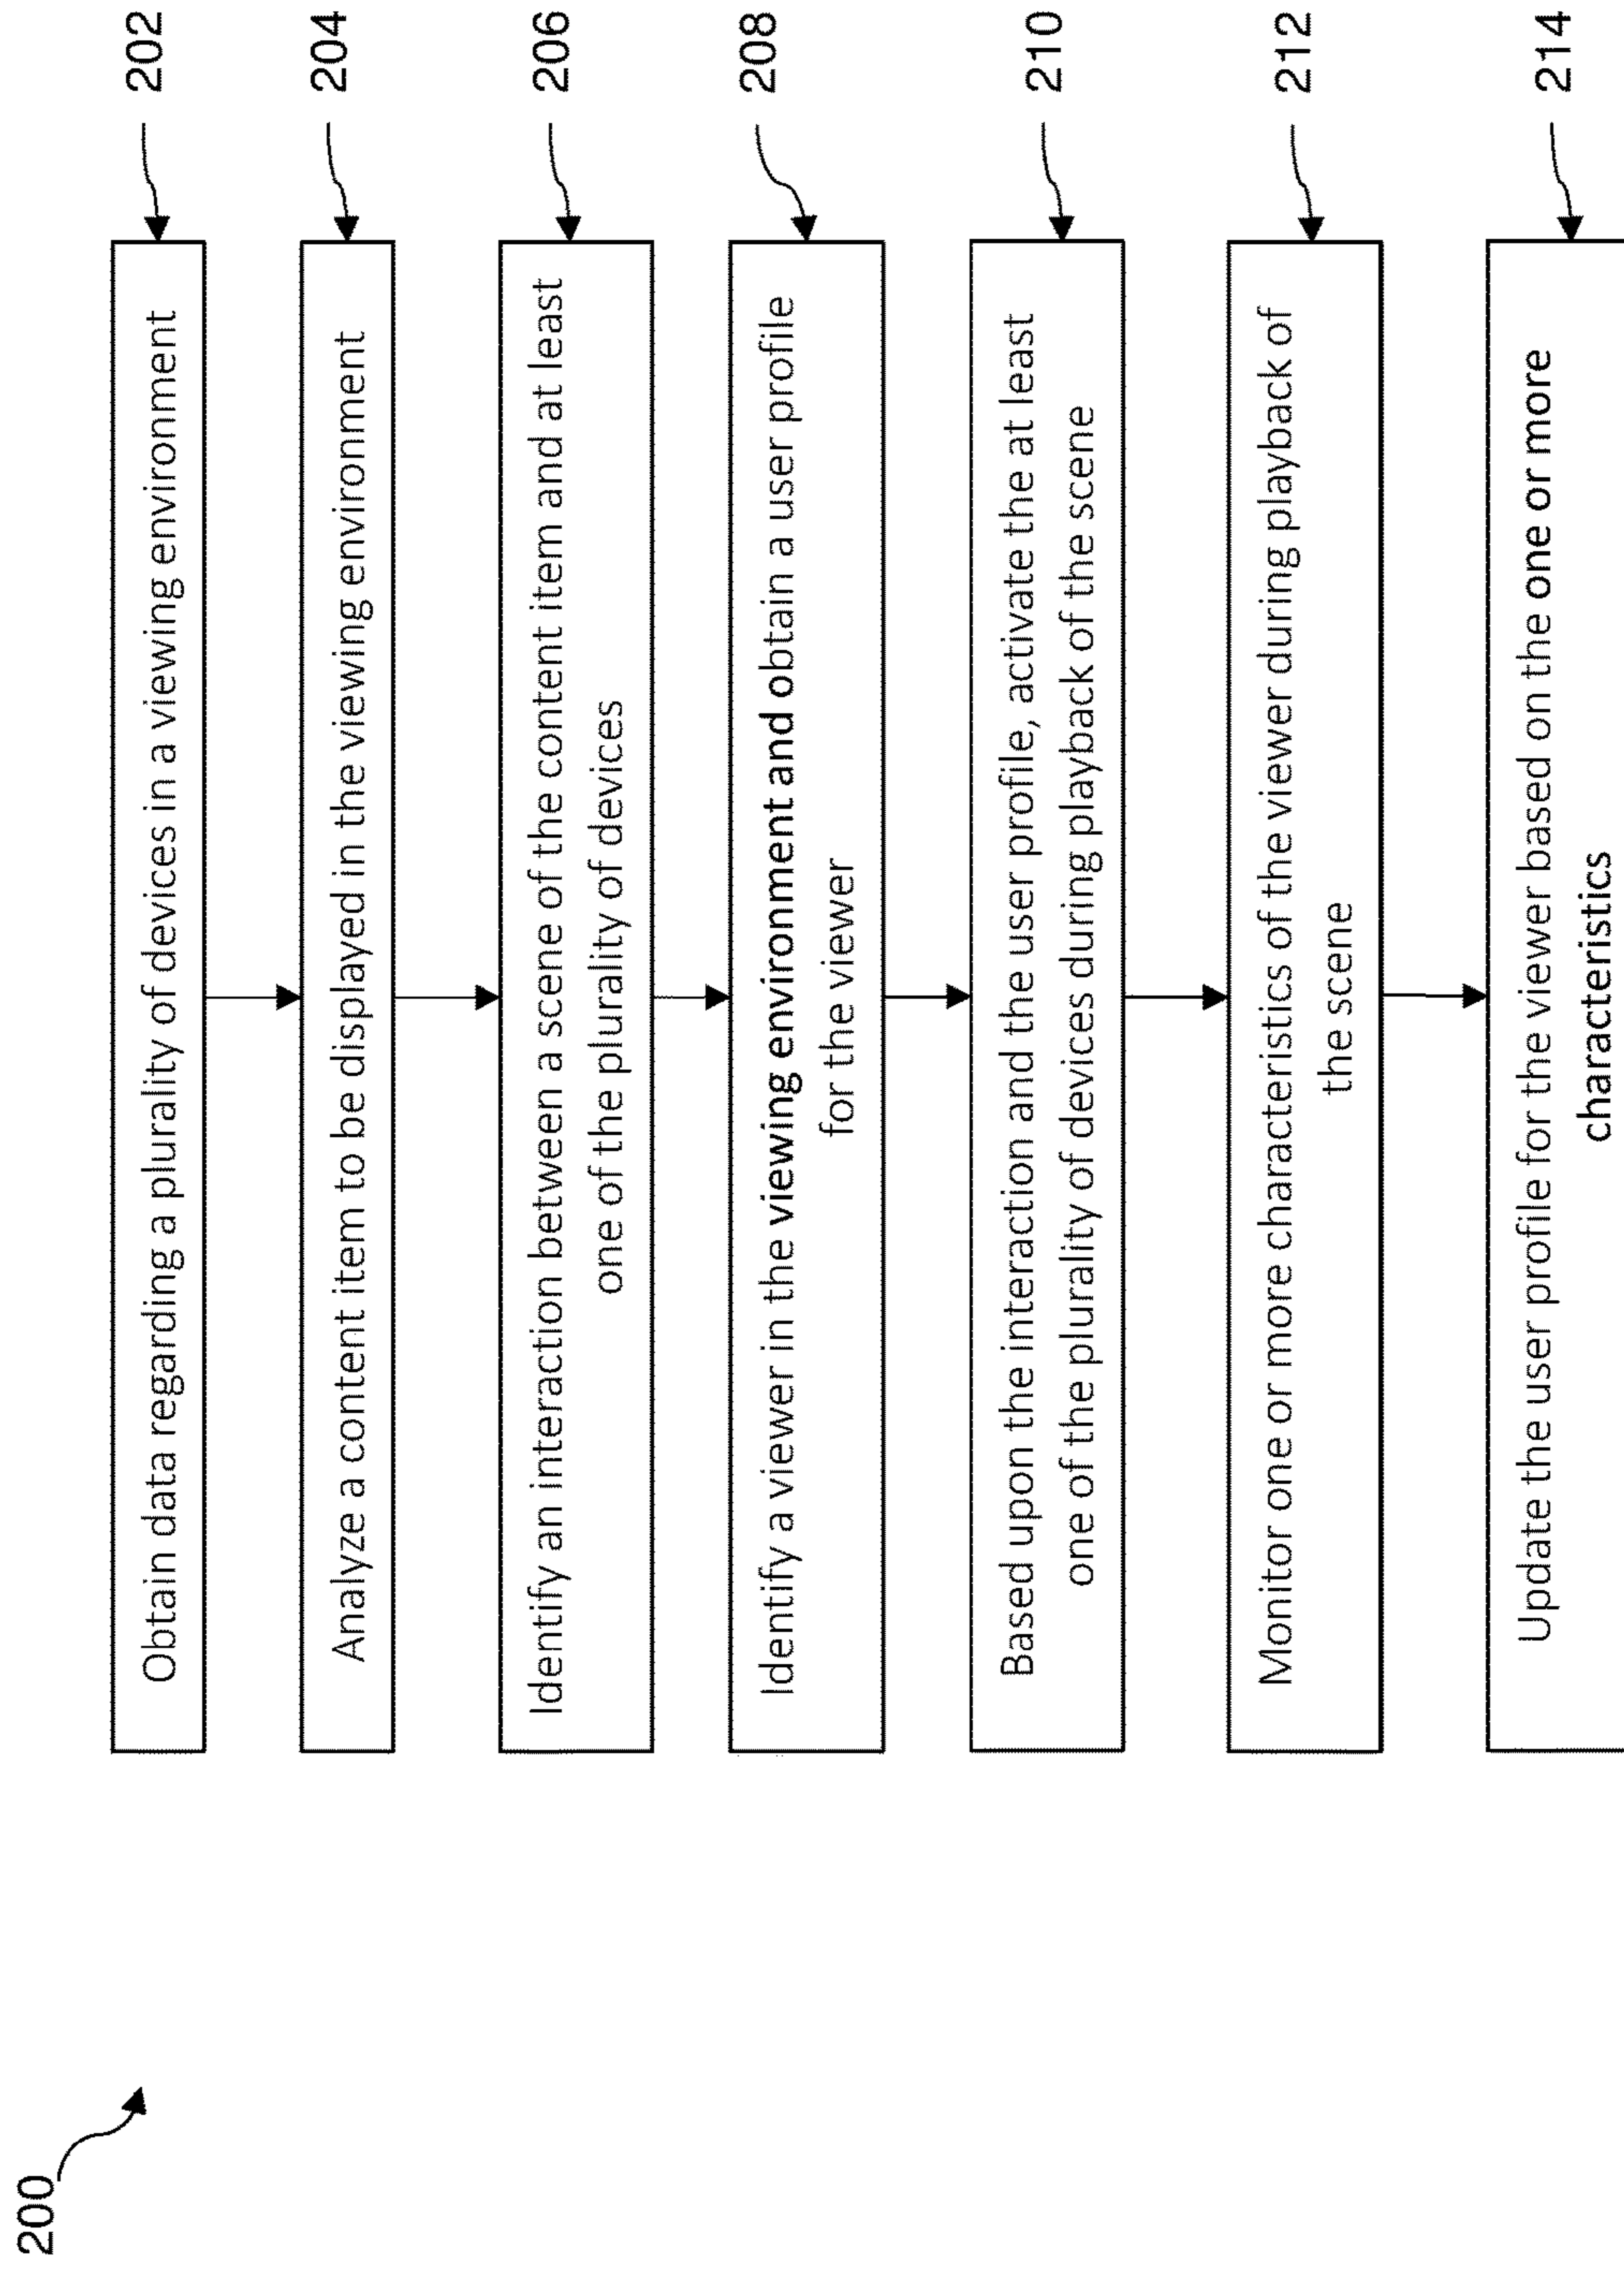 200
Obtain data regarding a plurality of devices in a viewing environment
202
Analyze a content item to be displayed in the viewing environment
204
Identify an interaction between a scene of the content item and at least
one of the plurality of devices
206
Identify a viewer in the viewing environment and obtain a user profile
for the viewer
208
Based upon the interaction and the user profile, activate the at least
one of the plurality of devices during playback of the scene
210
Monitor one or more characteristics of the viewer during playback of
the scene
212
Update the user profile for the viewer based on the one or more
characteristics
214